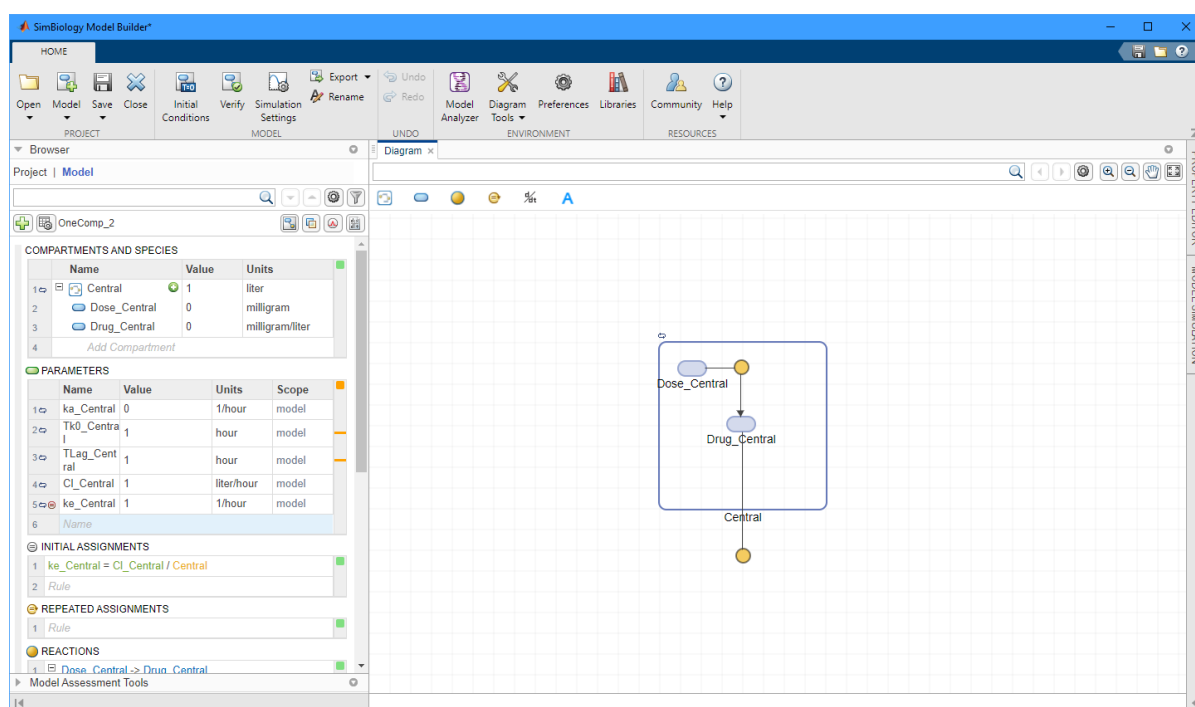 SimBiology Model Builder*
HOME
Open Model Save Close Initial Conditions Verify Simulation Settings Export Rename Undo Redo Model Analyzer Diagram Tools Preferences Libraries Community Help
PROJECT MODEL UNDO ENVIRONMENT RESOURCES
Browser
Project | Model
OneComp_2
COMPARTMENTS AND SPECIES
Name Value Units
1 Central 1 liter
2 Dose_Central 0 milligram
3 Drug_Central 0 milligram/liter
4 Add Compartment
PARAMETERS
Name Value Units Scope
1 ka_Central 0 1/hour model
2 Tk0_Central 1 hour model
3 TLag_Central 1 hour model
4 Cl_Central 1 liter/hour model
5 ke_Central 1 1/hour model
6 Name
INITIAL ASSIGNMENTS
1 ke_Central = Cl_Central / Central
2 Rule
REPEATED ASSIGNMENTS
1 Rule
REACTIONS
1 Dose_Central -> Drug_Central
Model Assessment Tools
Diagram
d/dt A
Dose_Central
Drug_Central
Central
MODEL SIMULATION